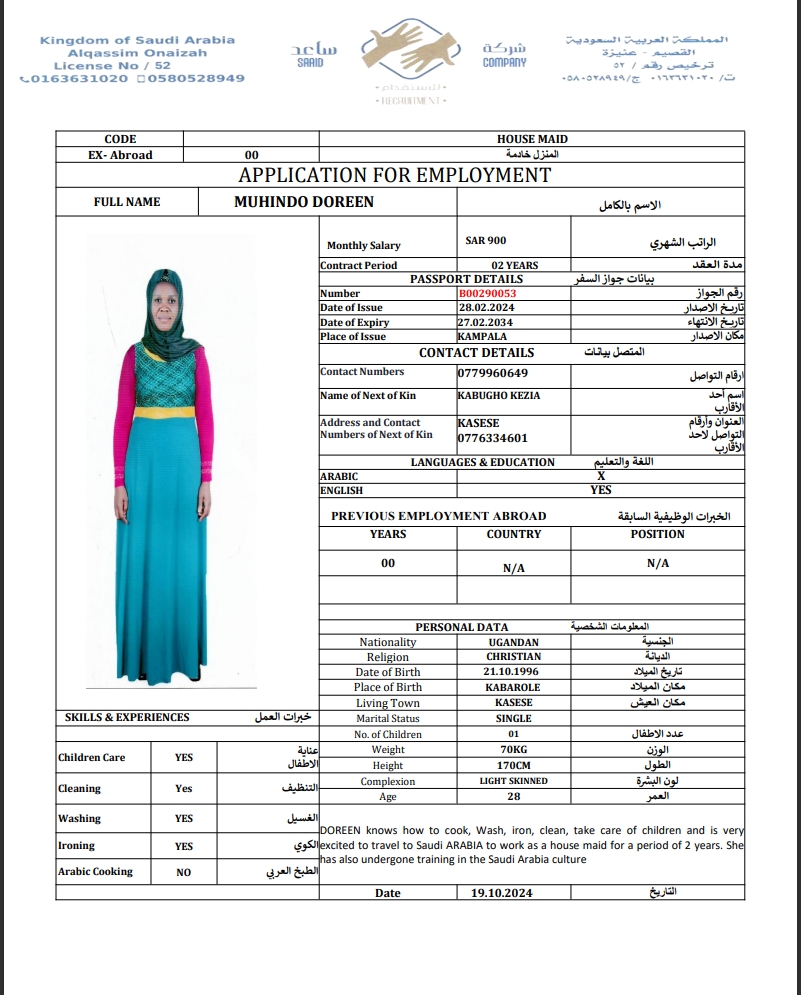 Kingdom of Saudi Arabia
Alqassim Onaizah
License No / 52
0163631020 0580528949
ساعد
SAAID
شركة
COMPANY
للاستقدام
• RECRUITMENT •
المملكة العربية السعودية
القصيم - عنيزة
ترخيص رقم / ٥٢
ت/ ٠١٦٣٦٣١٠٢٠ ج/ ٠٥٨٠٥٢٨٩٤٩
CODE HOUSE MAID
EX- Abroad 00 المنزل خادمة
APPLICATION FOR EMPLOYMENT
FULL NAME MUHINDO DOREEN الاسم بالكامل
Monthly Salary SAR 900 الراتب الشهري
Contract Period 02 YEARS مدة العقد
PASSPORT DETAILS بيانات جواز السفر
Number B00290053 رقم الجواز
Date of Issue 28.02.2024 تاريخ الاصدار
Date of Expiry 27.02.2034 تاريخ الانتهاء
Place of Issue KAMPALA مكان الاصدار
CONTACT DETAILS المتصل بيانات
Contact Numbers 0779960649 ارقام التواصل
Name of Next of Kin KABUGHO KEZIA اسم أحد
الأقارب
Address and Contact KASESE العنوان وأرقام
Numbers of Next of Kin 0776334601 التواصل لاحد
الأقارب
LANGUAGES & EDUCATION اللغة والتعليم
ARABIC X
ENGLISH YES
PREVIOUS EMPLOYMENT ABROAD الخبرات الوظيفية السابقة
YEARS COUNTRY POSITION
00 N/A N/A
PERSONAL DATA المعلومات الشخصية
Nationality UGANDAN الجنسية
Religion CHRISTIAN الديانة
Date of Birth 21.10.1996 تاريخ الميلاد
Place of Birth KABAROLE مكان الميلاد
Living Town KASESE مكان العيش
Marital Status SINGLE
No. of Children 01 عدد الاطفال
Weight 70KG الوزن
Height 170CM الطول
Complexion LIGHT SKINNED لون البشرة
Age 28 العمر
SKILLS & EXPERIENCES خبرات العمل
Children Care YES عناية
الاطفال
Cleaning Yes التنظيف
Washing YES الغسيل
Ironing YES الكوي
Arabic Cooking NO الطبخ العربي
DOREEN knows how to cook, Wash, iron, clean, take care of children and is very
excited to travel to Saudi ARABIA to work as a house maid for a period of 2 years. She
has also undergone training in the Saudi Arabia culture
Date 19.10.2024 التاريخ